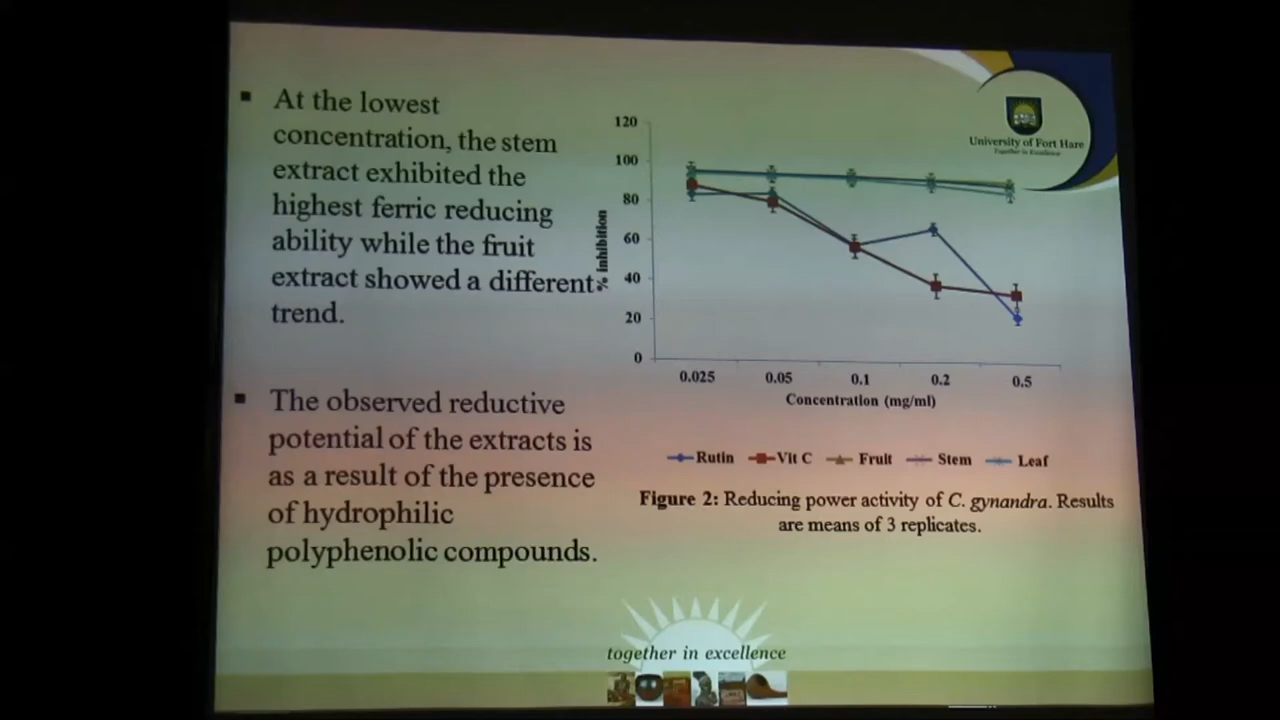 ▪ At the lowest
concentration, the stem
extract exhibited the
highest ferric reducing
ability while the fruit
extract showed a different
trend.
▪ The observed reductive
potential of the extracts is
as a result of the presence
of hydrophilic
polyphenolic compounds.
University of Fort Hare
Together in Excellence
120
100
80
60
40
20
0
% inhibition
0.025 0.05 0.1 0.2 0.5
Concentration (mg/ml)
Rutin Vit C Fruit Stem Leaf
Figure 2: Reducing power activity of C. gynandra. Results
are means of 3 replicates.
together in excellence